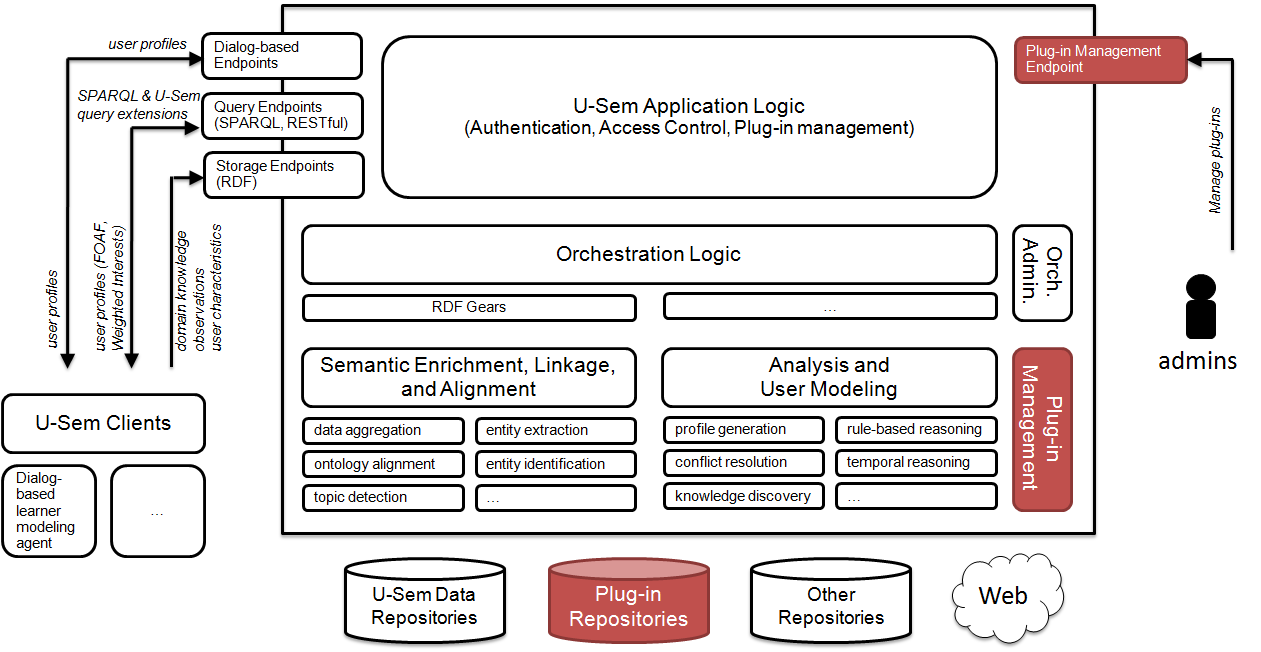 user profiles
Dialog-based
Endpoints
SPARQL & U-Sem
query extensions
Query Endpoints
(SPARQL, RESTful)
Storage Endpoints
(RDF)
user profiles
user profiles (FOAF,
Weighted Interests)
domain knowledge
observations
user characteristics
U-Sem Clients
Dialog-
based
learner
modeling
agent
...
U-Sem Application Logic
(Authentication, Access Control, Plug-in management)
Plug-in Management
Endpoint
Manage plug-ins
admins
Orchestration Logic
Orch.
Admin.
RDF Gears
...
Semantic Enrichment, Linkage,
and Alignment
data aggregation
entity extraction
ontology alignment
entity identification
topic detection
...
Analysis and
User Modeling
profile generation
rule-based reasoning
conflict resolution
temporal reasoning
knowledge discovery
...
Plug-in
Management
U-Sem Data
Repositories
Plug-in
Repositories
Other
Repositories
Web